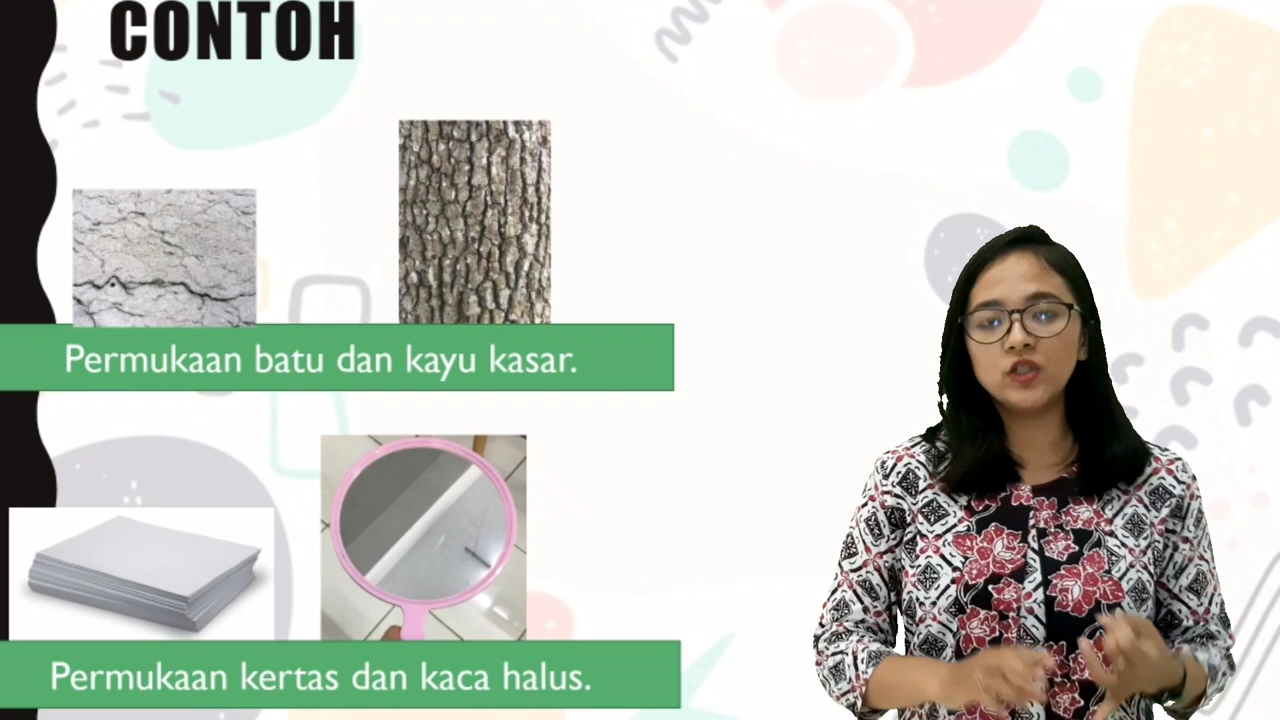 CONTOH
Permukaan batu dan kayu kasar.
Permukaan kertas dan kaca halus.